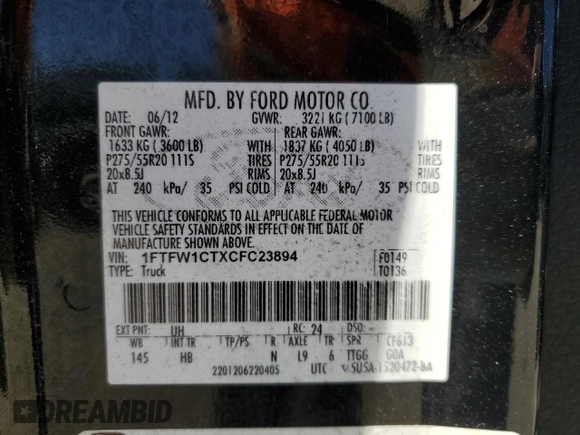 MFD. BY FORD MOTOR CO.
DATE: 06/12 GVWR: 3221 KG ( 7100 LB)
FRONT GAWR: REAR GAWR:
1633 KG ( 3600 LB) WITH 1837 KG ( 4050 LB) WITH
P275/55R20 111S TIRES P275/55R20 111S TIRES
20x8.5J RIMS 20x8.5J RIMS
AT 240 kPa/ 35 PSI COLD AT 240 kPa/ 35 PSI COLD
THIS VEHICLE CONFORMS TO ALL APPLICABLE FEDERAL MOTOR
VEHICLE SAFETY STANDARDS IN EFFECT ON THE DATE OF
MANUFACTURE SHOWN ABOVE.
VIN: 1FTFW1CTXCFC23894 F0149
TYPE: Truck T0136
EXT PNT: UH RC: 24 DSO:
WB BRK INT TR TP/PS R AXLE TR SPR CF613
145 HB N L9 6 TTGG G0A
2201206220405 UTC 5U5A-1520472-BA
DREAMBID